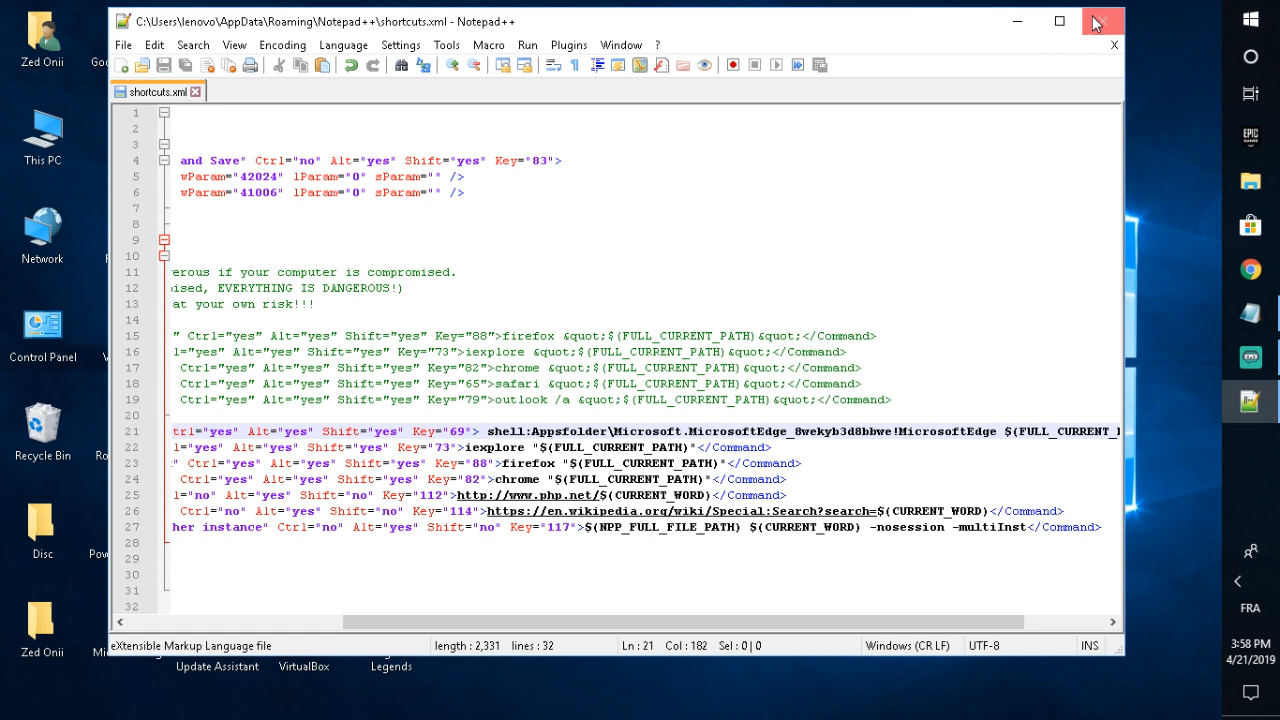 C:\Users\lenovo\AppData\Roaming\Notepad++\shortcuts.xml - Notepad++
File Edit Search View Encoding Language Settings Tools Macro Run Plugins Window ? X
shortcuts.xml
1
2
3
4 and Save" Ctrl="no" Alt="yes" Shift="yes" Key="83">
5 wParam="42024" lParam="0" sParam="" />
6 wParam="41006" lParam="0" sParam="" />
7
8
9
10
11 erous if your computer is compromised.
12 ised, EVERYTHING IS DANGEROUS!)
13 at your own risk!!!
14
15 " Ctrl="yes" Alt="yes" Shift="yes" Key="88">firefox &quot;$(FULL_CURRENT_PATH)&quot;</Command>
16 l="yes" Alt="yes" Shift="yes" Key="73">iexplore &quot;$(FULL_CURRENT_PATH)&quot;</Command>
17 Ctrl="yes" Alt="yes" Shift="yes" Key="82">chrome &quot;$(FULL_CURRENT_PATH)&quot;</Command>
18 Ctrl="yes" Alt="yes" Shift="yes" Key="65">safari &quot;$(FULL_CURRENT_PATH)&quot;</Command>
19 Ctrl="yes" Alt="yes" Shift="yes" Key="79">outlook /a &quot;$(FULL_CURRENT_PATH)&quot;</Command>
20
21 trl="yes" Alt="yes" Shift="yes" Key="69"> shell:Appsfolder\Microsoft.MicrosoftEdge_8wekyb3d8bbwe!MicrosoftEdge $(FULL_CURRENT_
22 l="yes" Alt="yes" Shift="yes" Key="73">iexplore "$(FULL_CURRENT_PATH)"</Command>
23 " Ctrl="yes" Alt="yes" Shift="yes" Key="88">firefox "$(FULL_CURRENT_PATH)"</Command>
24 Ctrl="yes" Alt="yes" Shift="yes" Key="82">chrome "$(FULL_CURRENT_PATH)"</Command>
25 l="no" Alt="yes" Shift="no" Key="112">http://www.php.net/$(CURRENT_WORD)</Command>
26 Ctrl="no" Alt="yes" Shift="no" Key="114">https://en.wikipedia.org/wiki/Special:Search?search=$(CURRENT_WORD)</Command>
27 her instance" Ctrl="no" Alt="yes" Shift="no" Key="117">$(NPP_FULL_FILE_PATH) $(CURRENT_WORD) -nosession -multiInst</Command>
28
29
30
31
32
eXtensible Markup Language file length : 2,331 lines : 32 Ln : 21 Col : 182 Sel : 0 | 0 Windows (CR LF) UTF-8 INS
Zed Onii
This PC
Network
Control Panel
Recycle Bin
Disc
Zed Onii
Update Assistant
VirtualBox
Legends
EPIC GAMES
FRA
3:58 PM
4/21/2019